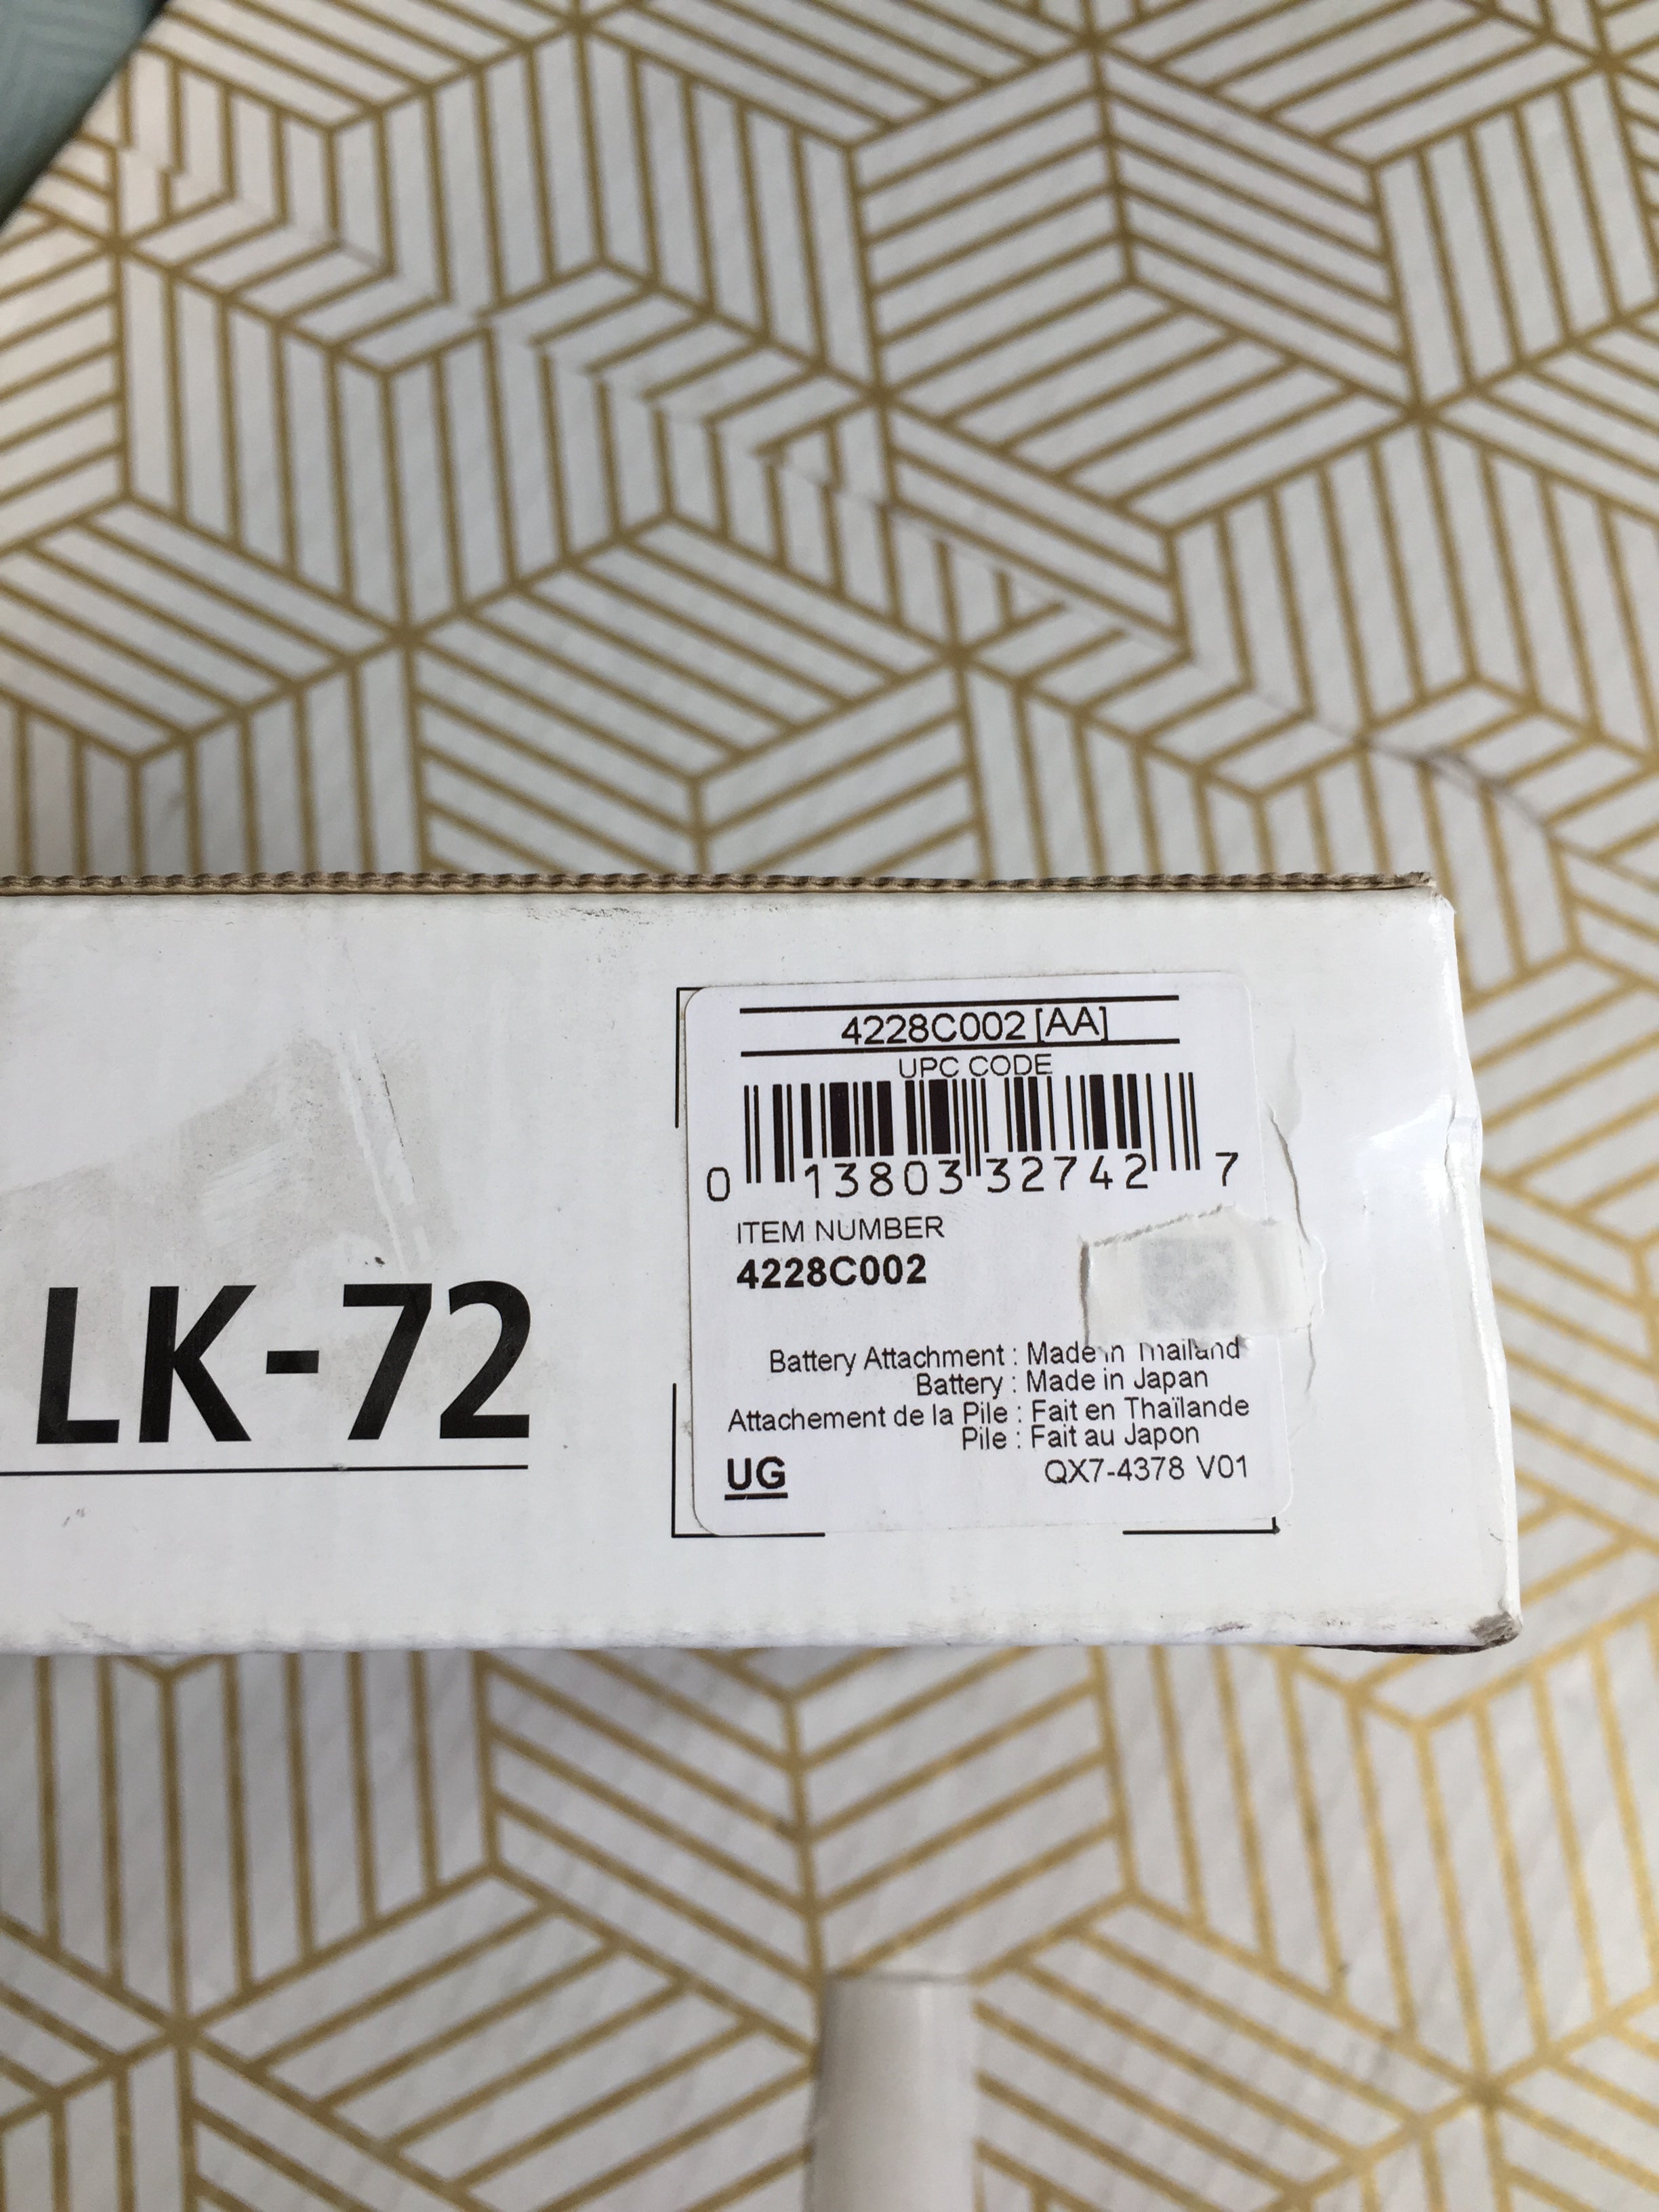 LK-72
4228C002[AA]
UPC CODE
0 13803 32742 7
ITEM NUMBER
4228C002
Battery Attachment : Made in Thailand
Battery : Made in Japan
Attachement de la Pile : Fait en Thaïlande
Pile : Fait au Japon
UG
QX7-4378 V01